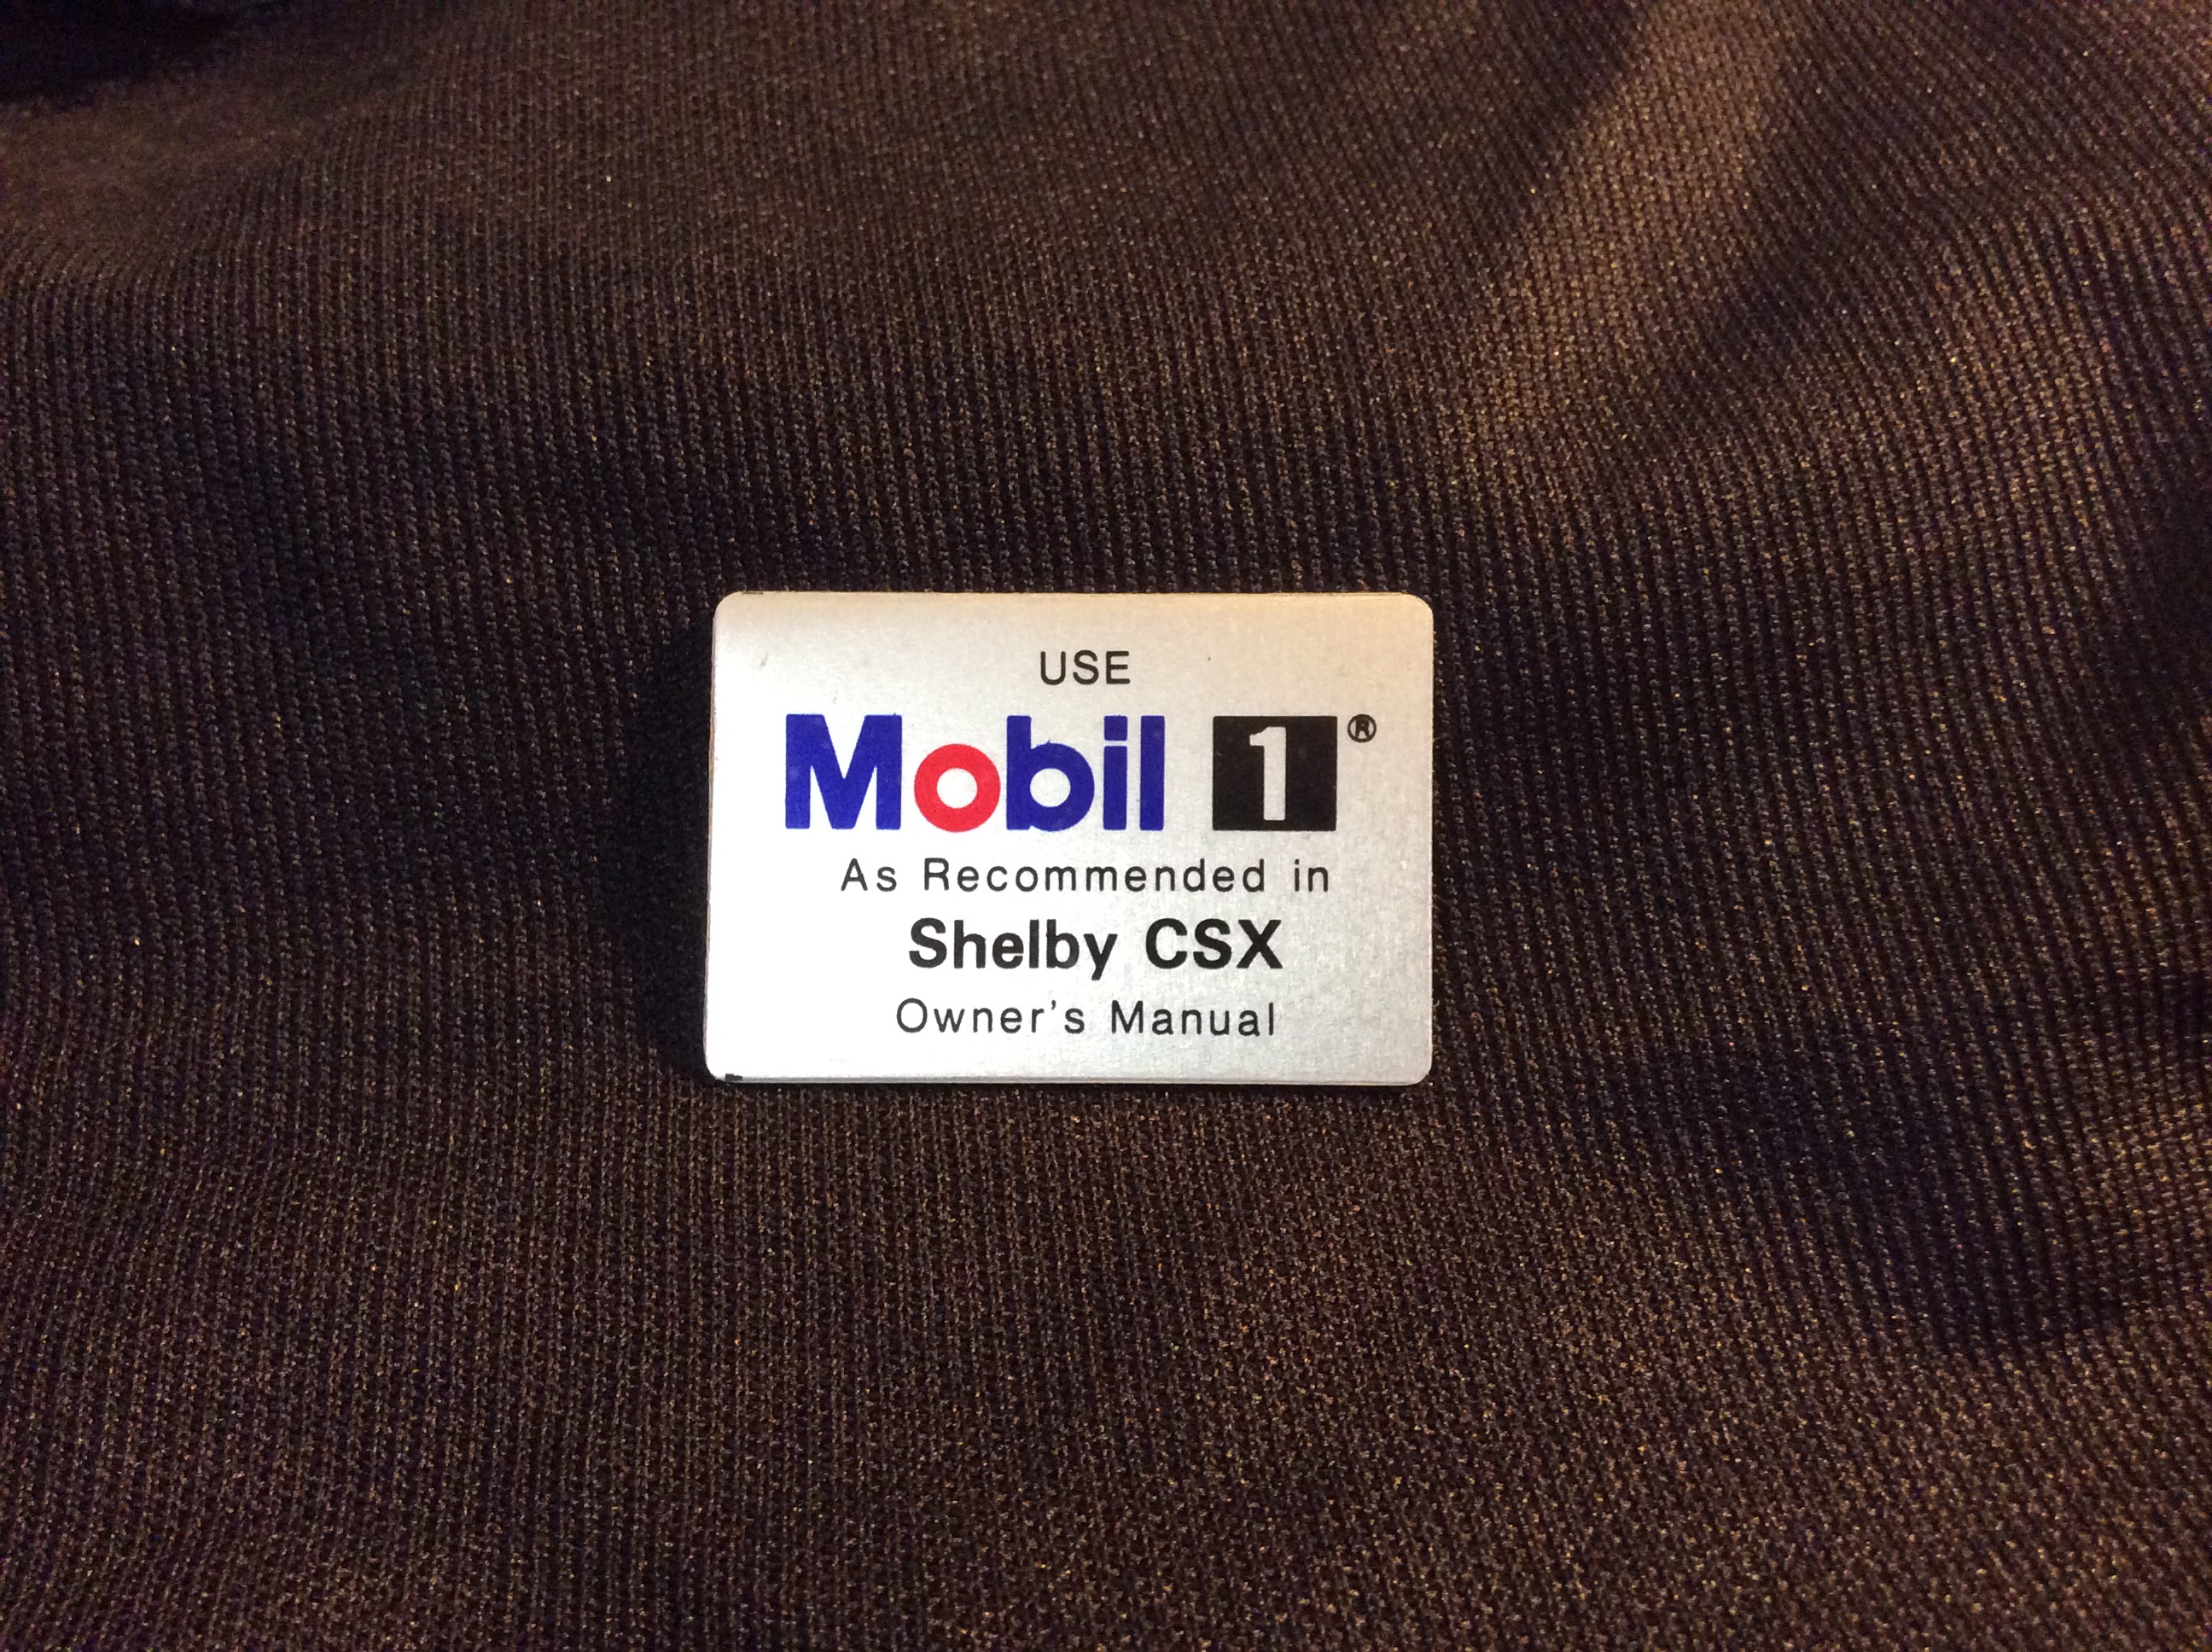 USE
Mobil 1®
As Recommended in
Shelby CSX
Owner's Manual